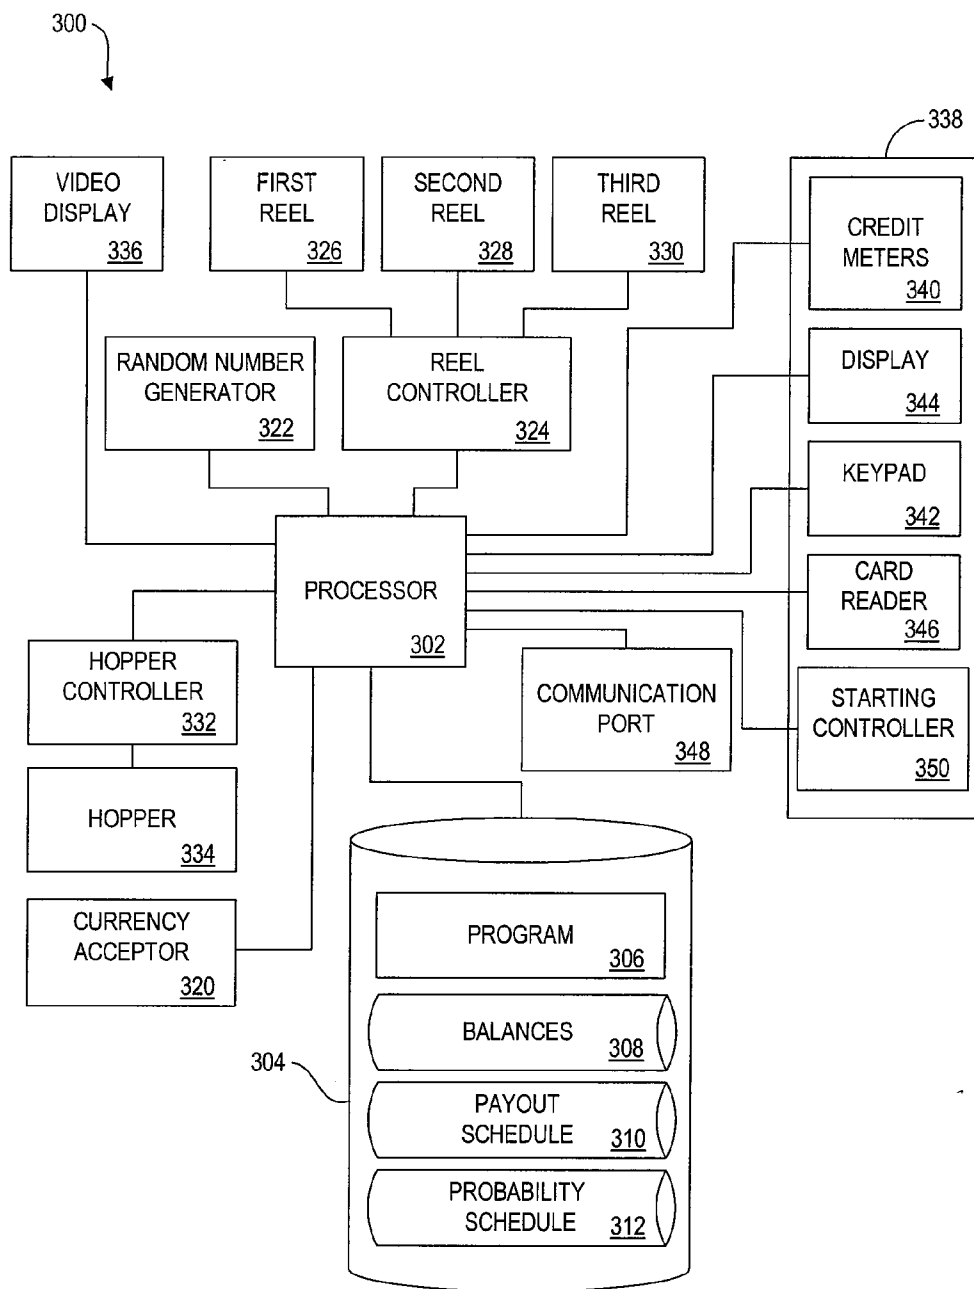 300
338
VIDEO
DISPLAY
336
FIRST
REEL
326
SECOND
REEL
328
THIRD
REEL
330
CREDIT
METERS
340
RANDOM NUMBER
GENERATOR
322
REEL
CONTROLLER
324
DISPLAY
344
KEYPAD
342
PROCESSOR
302
CARD
READER
346
HOPPER
CONTROLLER
332
COMMUNICATION
PORT
348
STARTING
CONTROLLER
350
HOPPER
334
CURRENCY
ACCEPTOR
320
PROGRAM
306
BALANCES
308
304
PAYOUT
SCHEDULE
310
PROBABILITY
SCHEDULE
312